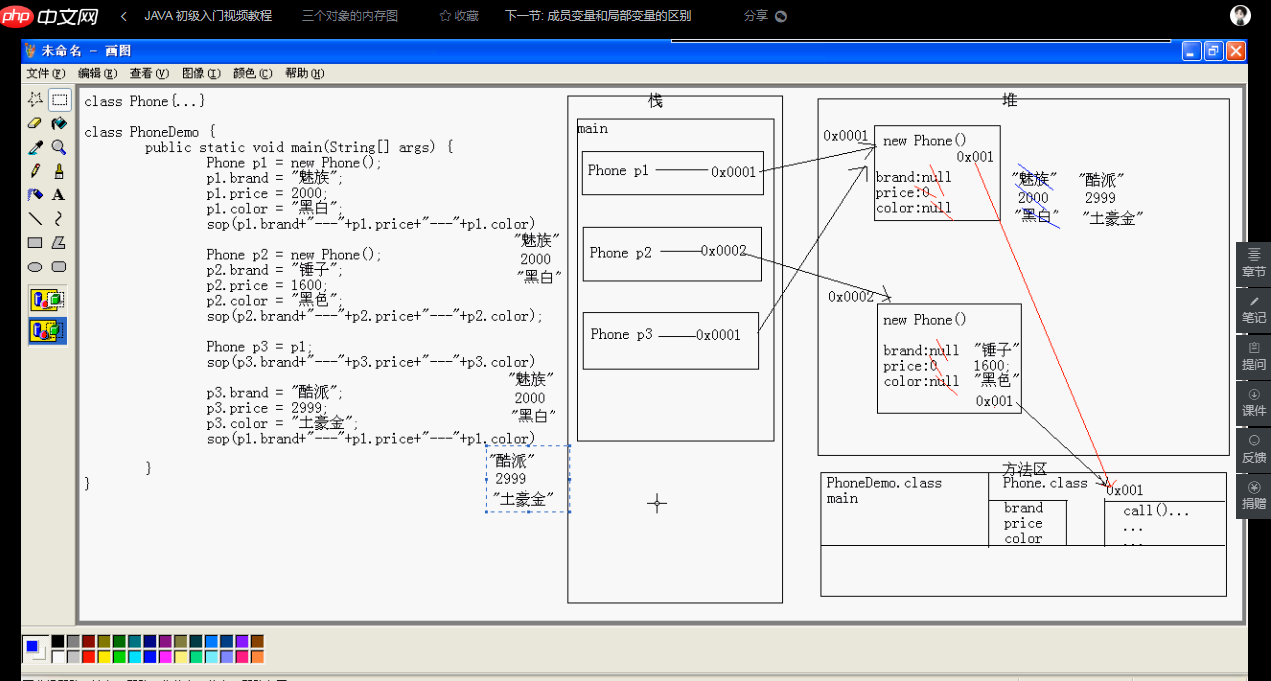 php 中文网
JAVA 初级入门视频教程
三个对象的内存图
收藏
下一节: 成员变量和局部变量的区别
分享
未命名 - 画图
文件(F) 编辑(E) 查看(V) 图像(I) 颜色(C) 帮助(H)
class Phone{...}
class PhoneDemo {
public static void main(String[] args) {
Phone p1 = new Phone();
p1.brand = "魅族";
p1.price = 2000;
p1.color = "黑白";
sop(p1.brand+"---"+p1.price+"---"+p1.color)
"魅族"
2000
"黑白"
Phone p2 = new Phone();
p2.brand = "锤子";
p2.price = 1600;
p2.color = "黑色";
sop(p2.brand+"---"+p2.price+"---"+p2.color);
Phone p3 = p1;
sop(p3.brand+"---"+p3.price+"---"+p3.color)
"魅族"
2000
"黑白"
p3.brand = "酷派";
p3.price = 2999;
p3.color = "土豪金";
sop(p1.brand+"---"+p1.price+"---"+p1.color)
"酷派"
2999
"土豪金"
}
}
栈
main
Phone p1 0x0001
Phone p2 0x0002
Phone p3 0x0001
堆
0x0001
new Phone()
0x001
brand:null "魅族" "酷派"
price:0 2000 2999
color:null "黑白" "土豪金"
0x0002
new Phone()
brand:null "锤子"
price:0 1600;
color:null "黑色"
0x001
方法区
PhoneDemo.class
main
Phone.class
brand
price
color
0x001
call()...
...
...
章节
笔记
提问
课件
反馈
捐赠